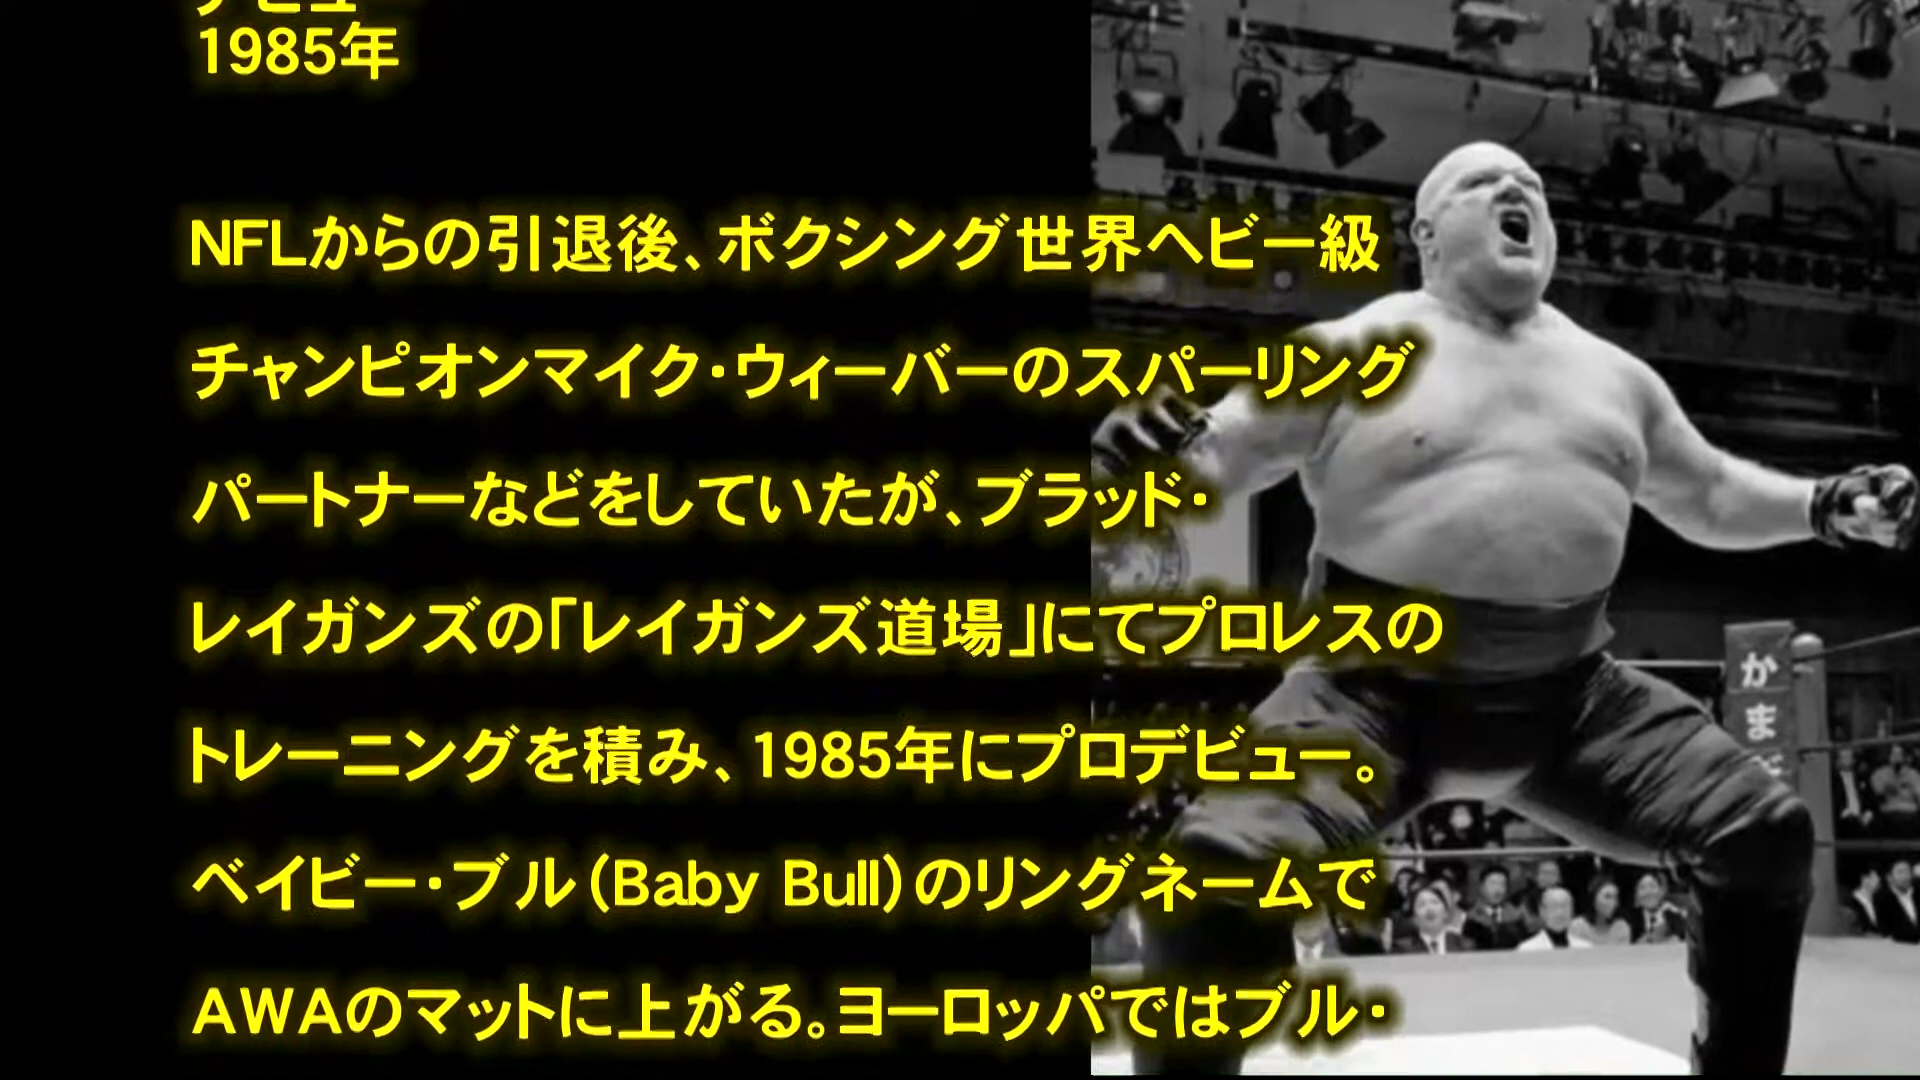 デビュー
1985年
NFLからの引退後、ボクシング世界ヘビー級
チャンピオンマイク・ウィーバーのスパーリング
パートナーなどをしていたが、ブラッド・
レイガンズの「レイガンズ道場」にてプロレスの
トレーニングを積み、1985年にプロデビュー。
ベイビー・ブル(Baby Bull)のリングネームで
AWAのマットに上がる。ヨーロッパではブル・
かま